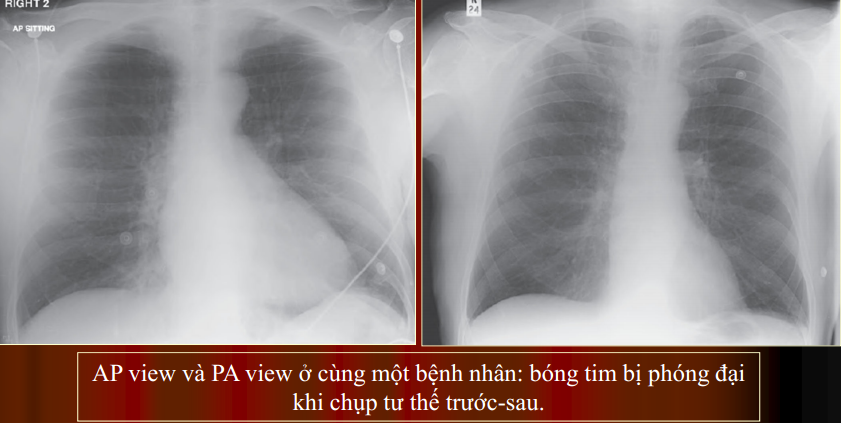 RIGHT 2
AP SITTING
24
AP view và PA view ở cùng một bệnh nhân: bóng tim bị phóng đại
khi chụp tư thế trước-sau.